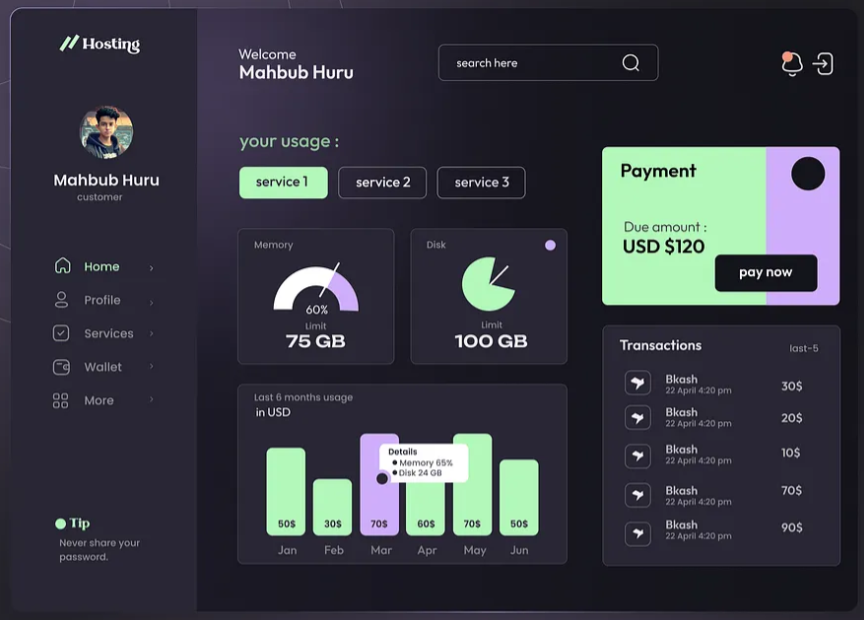 Hosting
Mahbub Huru
customer
Home
Profile
Services
Wallet
More
Tip
Never share your
password.
Welcome
Mahbub Huru
search here
your usage :
service 1
service 2
service 3
Memory
60%
Limit
75 GB
Disk
Limit
100 GB
Last 6 months usage
in USD
Details
Memory 65%
Disk 24 GB
50$
30$
70$
60$
70$
50$
Jan
Feb
Mar
Apr
May
Jun
Payment
Due amount :
USD $120
pay now
Transactions
last-5
Bkash
22 April 4:20 pm
30$
Bkash
22 April 4:20 pm
20$
Bkash
22 April 4:20 pm
10$
Bkash
22 April 4:20 pm
70$
Bkash
22 April 4:20 pm
90$